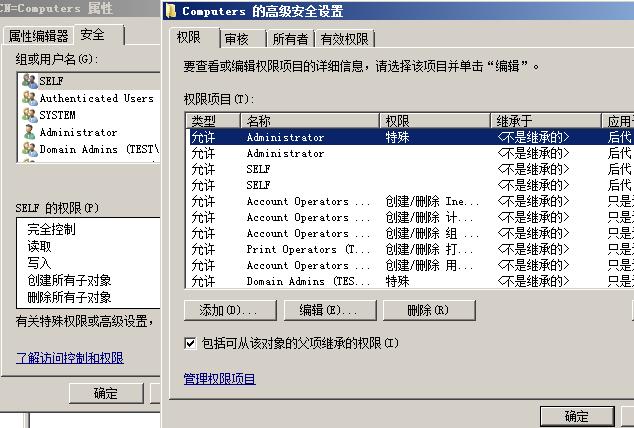 CN=Computers 属性
属性编辑器 安全
组或用户名(G):
SELF
Authenticated Users
SYSTEM
Administrator
Domain Admins (TEST\
SELF 的权限(P)
完全控制
读取
写入
创建所有子对象
删除所有子对象
有关特殊权限或高级设置，
了解访问控制和权限
确定
Computers 的高级安全设置
权限 审核 所有者 有效权限
要查看或编辑权限项目的详细信息，请选择该项目并单击“编辑”。
权限项目(T):
类型 名称 权限 继承于 应用于
允许 Administrator 特殊 <不是继承的> 后代
允许 Administrator <不是继承的> 后代
允许 SELF <不是继承的> 后代
允许 SELF <不是继承的> 后代
允许 Account Operators ... 创建/删除 Ine... <不是继承的> 只是
允许 Account Operators ... 创建/删除 计... <不是继承的> 只是
允许 Account Operators ... 创建/删除 组 ... <不是继承的> 只是
允许 Print Operators (T... 创建/删除 打... <不是继承的> 只是
允许 Account Operators ... 创建/删除 用... <不是继承的> 只是
允许 Domain Admins (TES... 特殊 <不是继承的> 只是
添加(D)... 编辑(E)... 删除(R)
包括可从该对象的父项继承的权限(I)
管理权限项目
确定